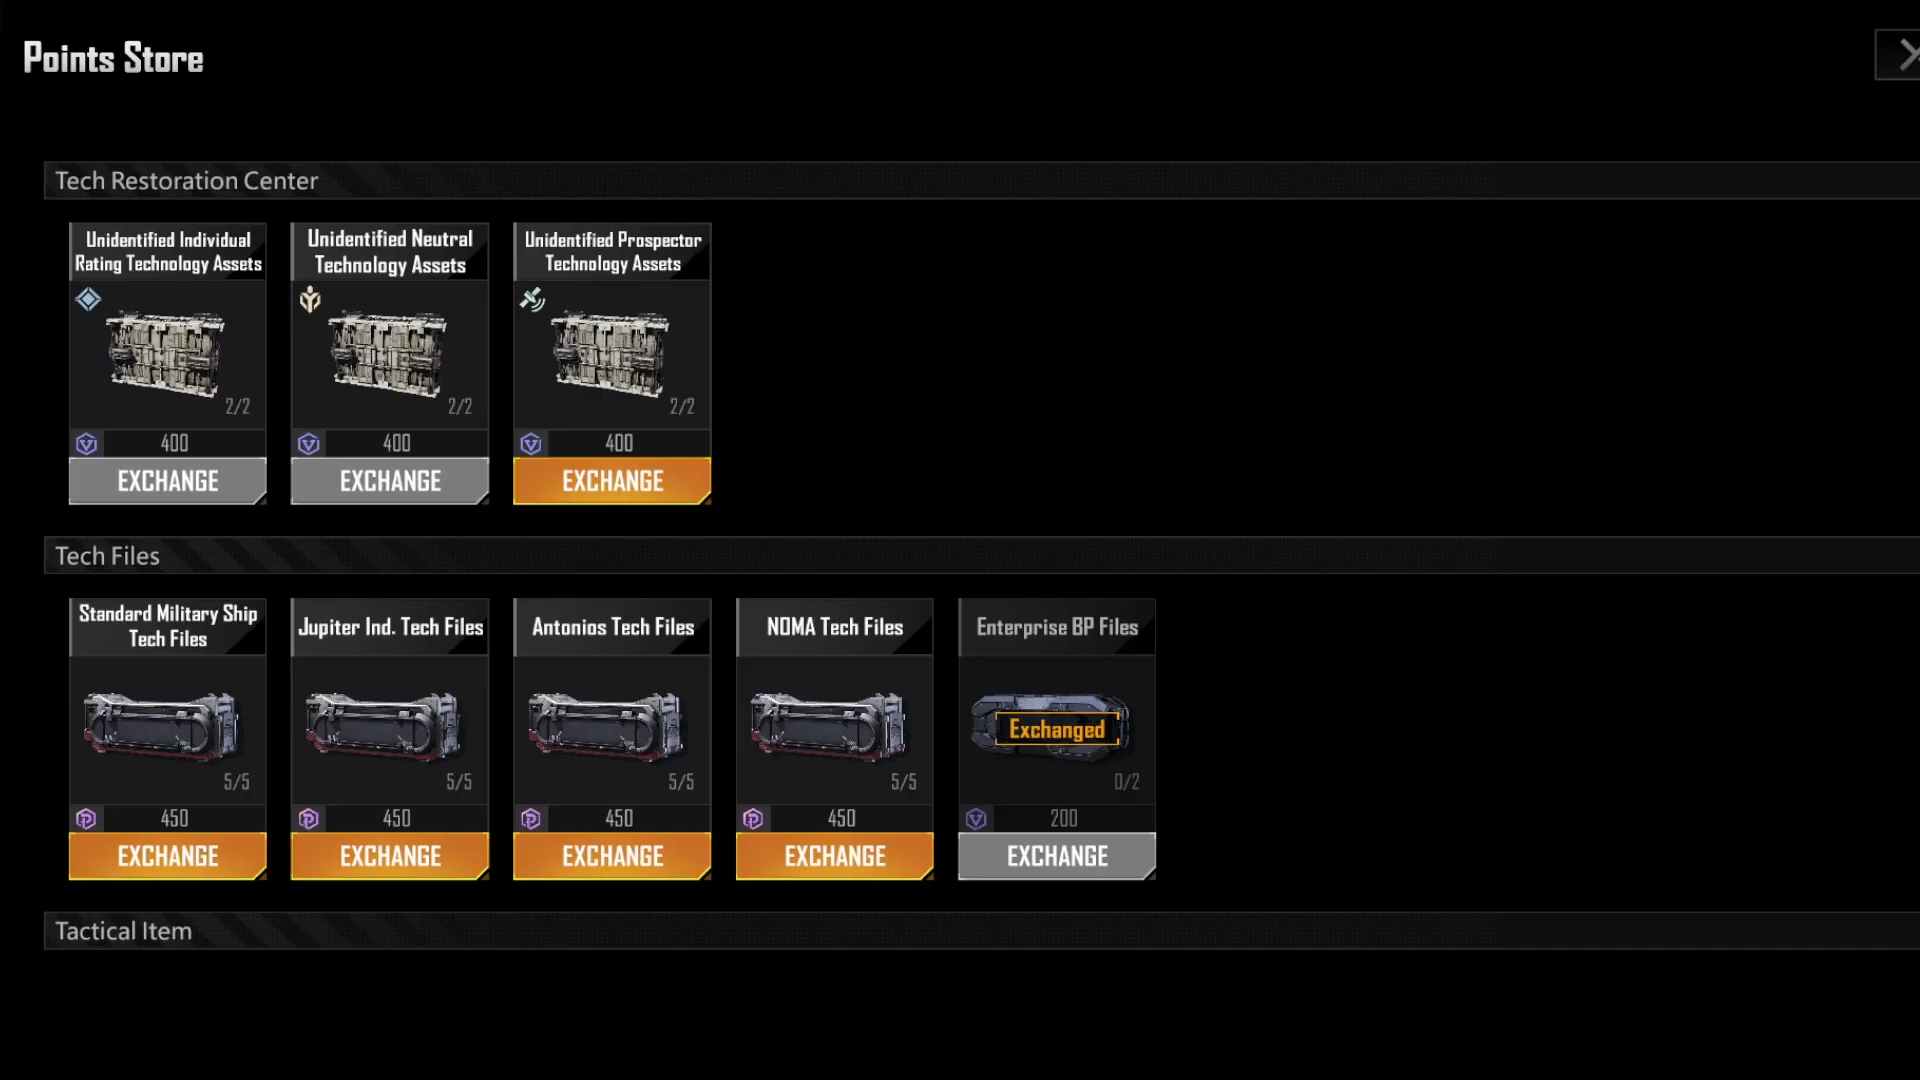 Points Store
Tech Restoration Center
Unidentified Individual
Rating Technology Assets
2/2
400
EXCHANGE
Unidentified Neutral
Technology Assets
2/2
400
EXCHANGE
Unidentified Prospector
Technology Assets
2/2
400
EXCHANGE
Tech Files
Standard Military Ship
Tech Files
5/5
450
EXCHANGE
Jupiter Ind. Tech Files
5/5
450
EXCHANGE
Antonios Tech Files
5/5
450
EXCHANGE
NOMA Tech Files
5/5
450
EXCHANGE
Enterprise BP Files
Exchanged
0/2
200
EXCHANGE
Tactical Item